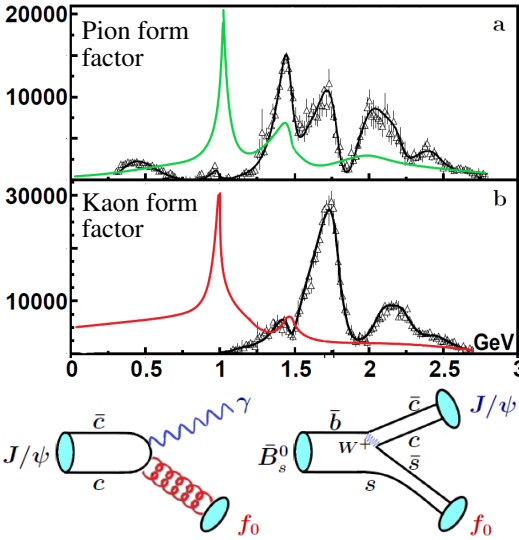 20000
Pion form
factor
a
10000
Kaon form
factor
b
30000
10000
GeV
0 0.5 1 1.5 2 2.5 3
c̄
γ
J/ψ
c
f₀
b̄
c̄
J/ψ
W⁺
c
B̄⁰ₛ
s̄
s
f₀